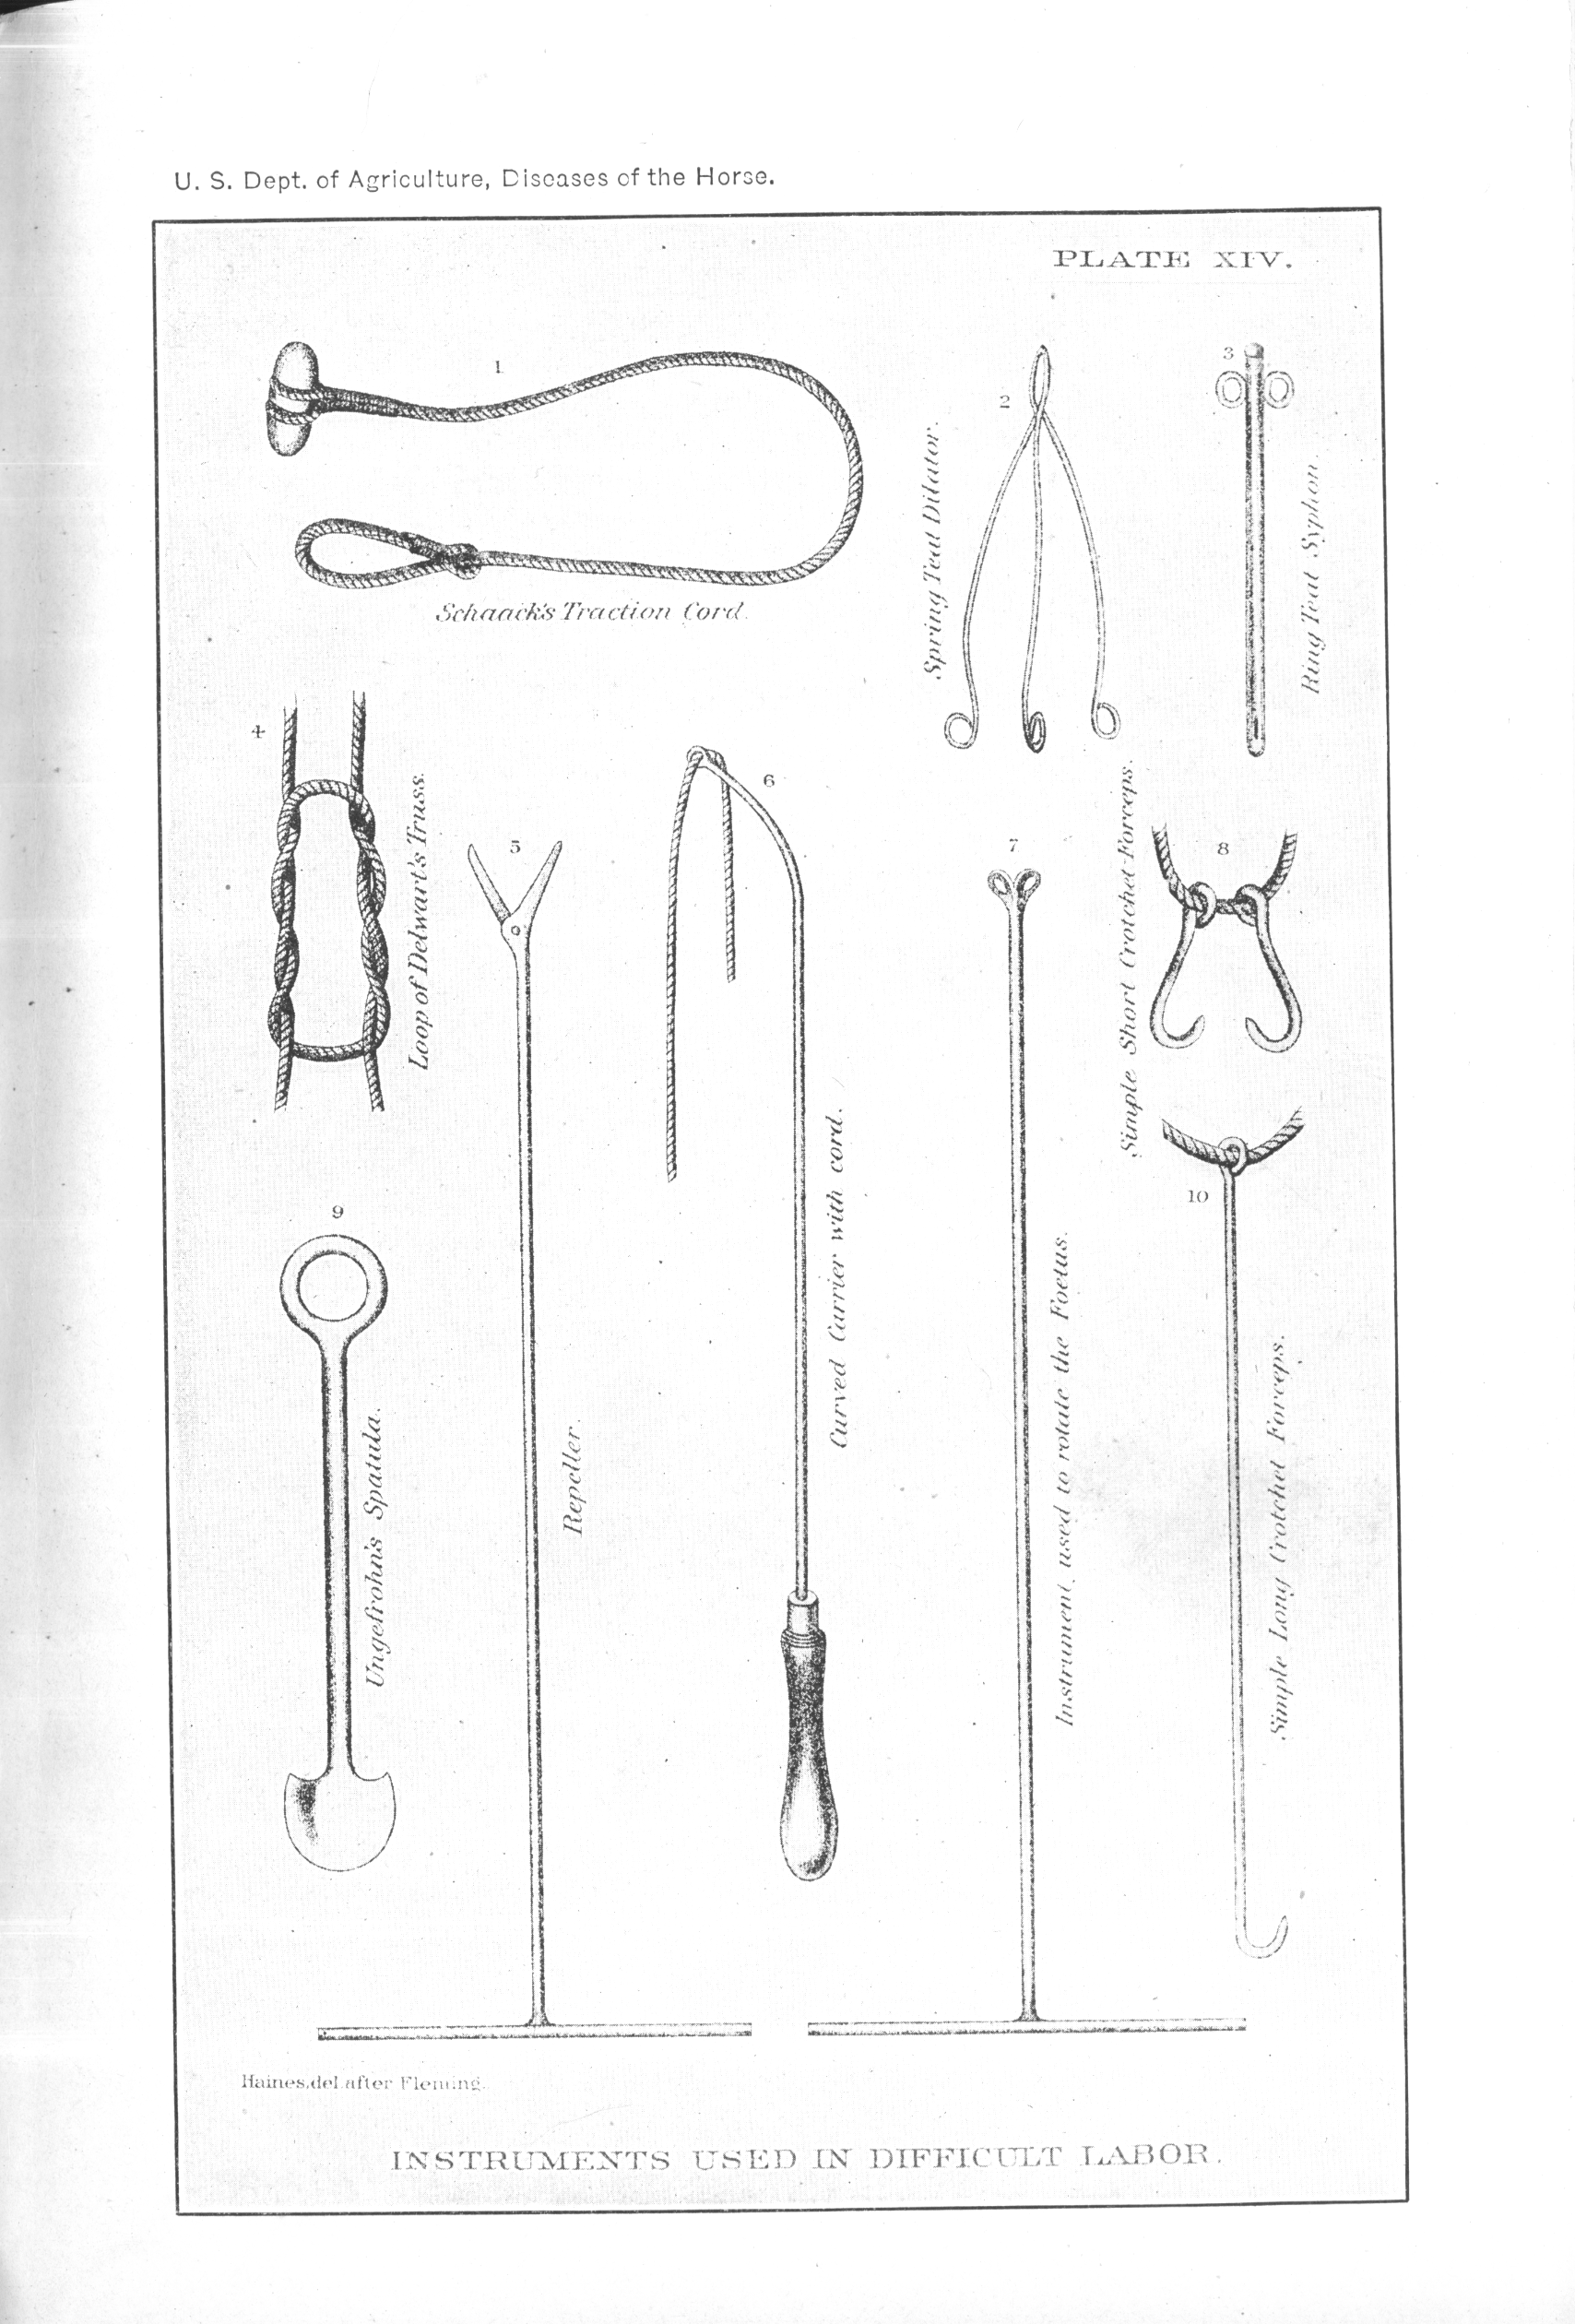 U. S. Dept. of Agriculture, Diseases of the Horse.
PLATE XIV.
1
Schaack's Traction Cord.
2
Spring Teat Dilator.
3
Ring Teat Syphon.
4
Loop of Delwart's Truss.
5
Repeller.
6
Curved Carrier with cord.
7
Instrument, used to rotate the Foetus.
8
Simple Short Crotchet Forceps.
9
Ungefrohn's Spatula.
10
Simple Long Crotchet Forceps.
Haines, del. after Fleming.
INSTRUMENTS USED IN DIFFICULT LABOR.